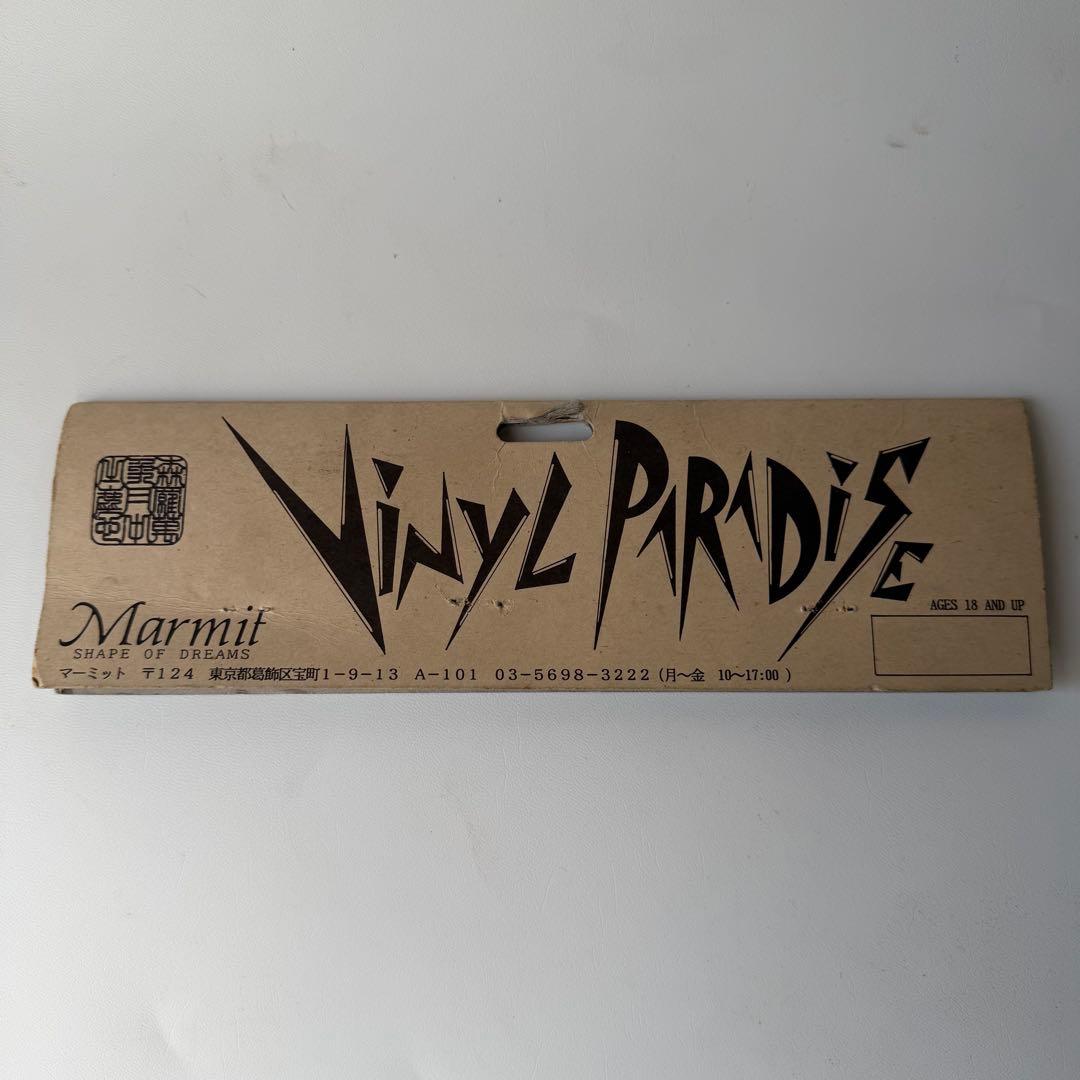 VINYL PARADISE
Marmit
SHAPE OF DREAMS
AGES 18 AND UP
マーミット 〒124 東京都葛飾区宝町1-9-13 A-101 03-5698-3222 (月〜金 10〜17:00 )